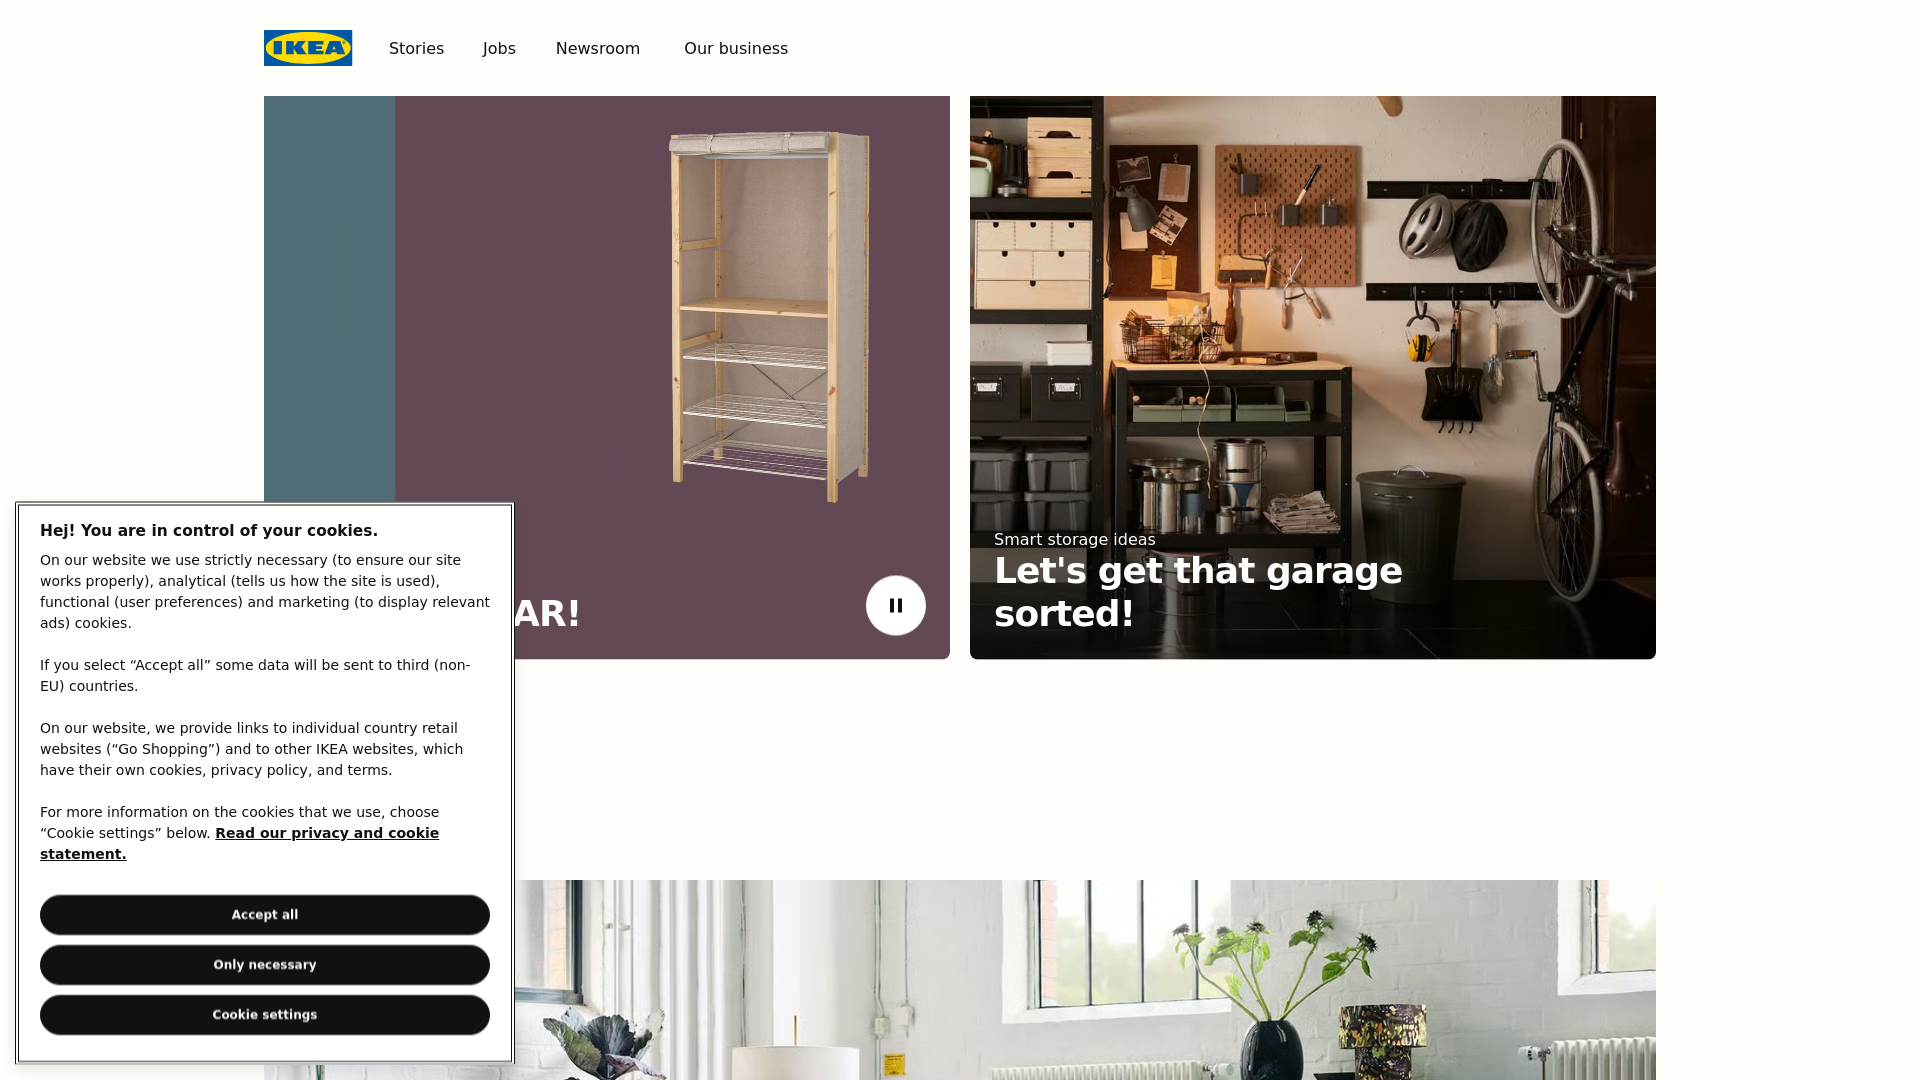 IKEA
Stories
Jobs
Newsroom
Our business
AR!
Smart storage ideas
Let's get that garage
sorted!
Hej! You are in control of your cookies.
On our website we use strictly necessary (to ensure our site
works properly), analytical (tells us how the site is used),
functional (user preferences) and marketing (to display relevant
ads) cookies.
If you select “Accept all” some data will be sent to third (non-
EU) countries.
On our website, we provide links to individual country retail
websites (“Go Shopping”) and to other IKEA websites, which
have their own cookies, privacy policy, and terms.
For more information on the cookies that we use, choose
“Cookie settings” below. Read our privacy and cookie
statement.
Accept all
Only necessary
Cookie settings